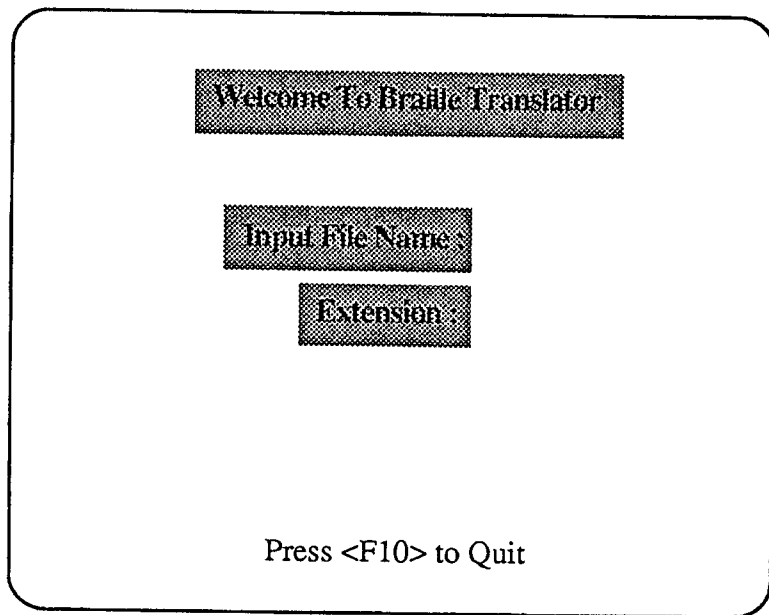 Welcome To Braille Translator
Input File Name :
Extension :
Press <F10> to Quit